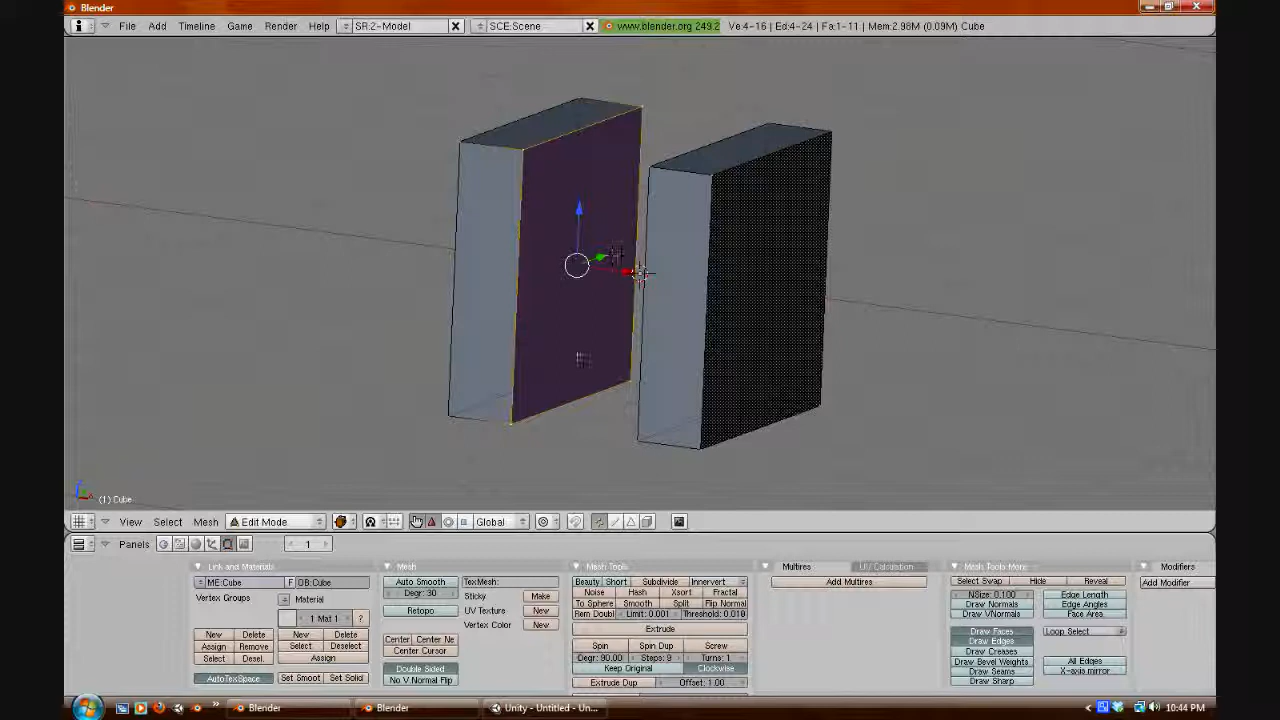 Blender
File Add Timeline Game Render Help SR:2-Model SCE:Scene www.blender.org 249.2 Ve:4-16 | Ed:4-24 | Fa:1-11 | Mem:2.98M (0.09M) Cube
(1) Cube
View Select Mesh Edit Mode Global
Panels 1
Link and Materials Mesh Mesh Tools Multires UV Calculation Mesh Tools More Modifiers
ME:Cube F OB:Cube Auto Smooth TexMesh: Beauty Short Subdivide Innervert Add Multires Select Swap Hide Reveal Add Modifier
Degr: 30 Sticky Make Noise Hash Xsort Fractal NSize: 0.100 Edge Length
Vertex Groups Material To Sphere Smooth Split Flip Normal Draw Normals Edge Angles
Retopo UV Texture New Rem Doubl Limit: 0.001 Threshold: 0.010 Draw VNormals Face Area
1 Mat 1 ? Vertex Color New Extrude Draw Faces Loop Select
New Delete New Delete Center Center Ne Draw Edges
Assign Remove Select Deselect Center Cursor Spin Spin Dup Screw Draw Creases
Select Desel. Assign Degr: 90.00 Steps: 9 Turns: 1 Draw Bevel Weights All Edges
Double Sided Keep Original Clockwise Draw Seams X-axis mirror
AutoTexSpace Set Smoot Set Solid No V.Normal Flip Extrude Dup Offset: 1.00 Draw Sharp
Blender Blender Unity - Untitled - Un... 10:44 PM